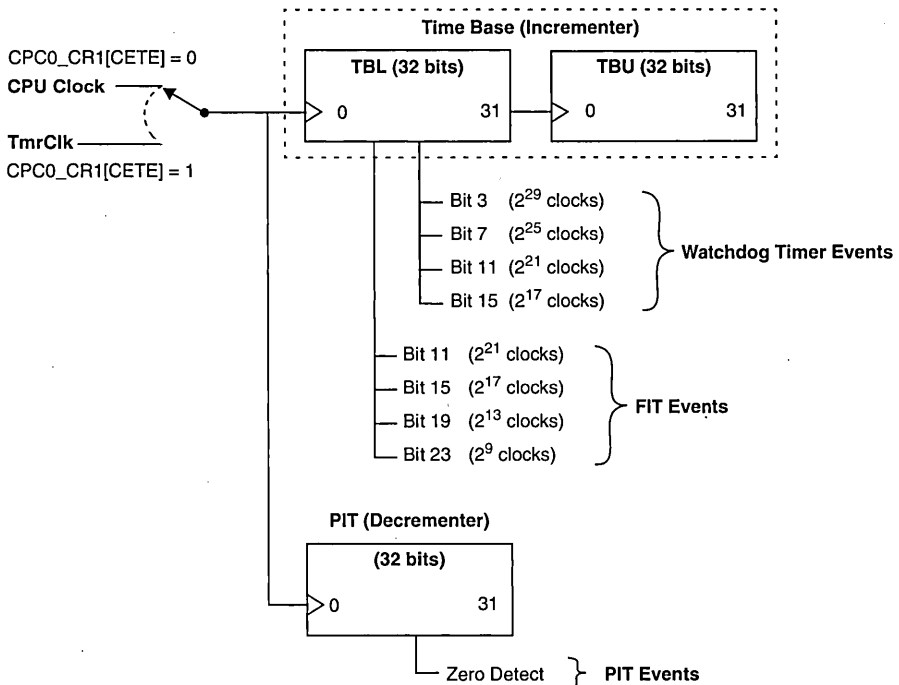 Time Base (Incrementer)
CPC0_CR1[CETE] = 0
CPU Clock
TmrClk
CPC0_CR1[CETE] = 1
TBL (32 bits)
0 31
TBU (32 bits)
0 31
Bit 3 (2^29 clocks)
Bit 7 (2^25 clocks)
Bit 11 (2^21 clocks)
Bit 15 (2^17 clocks)
Watchdog Timer Events
Bit 11 (2^21 clocks)
Bit 15 (2^17 clocks)
Bit 19 (2^13 clocks)
Bit 23 (2^9 clocks)
FIT Events
PIT (Decrementer)
(32 bits)
0 31
Zero Detect
PIT Events